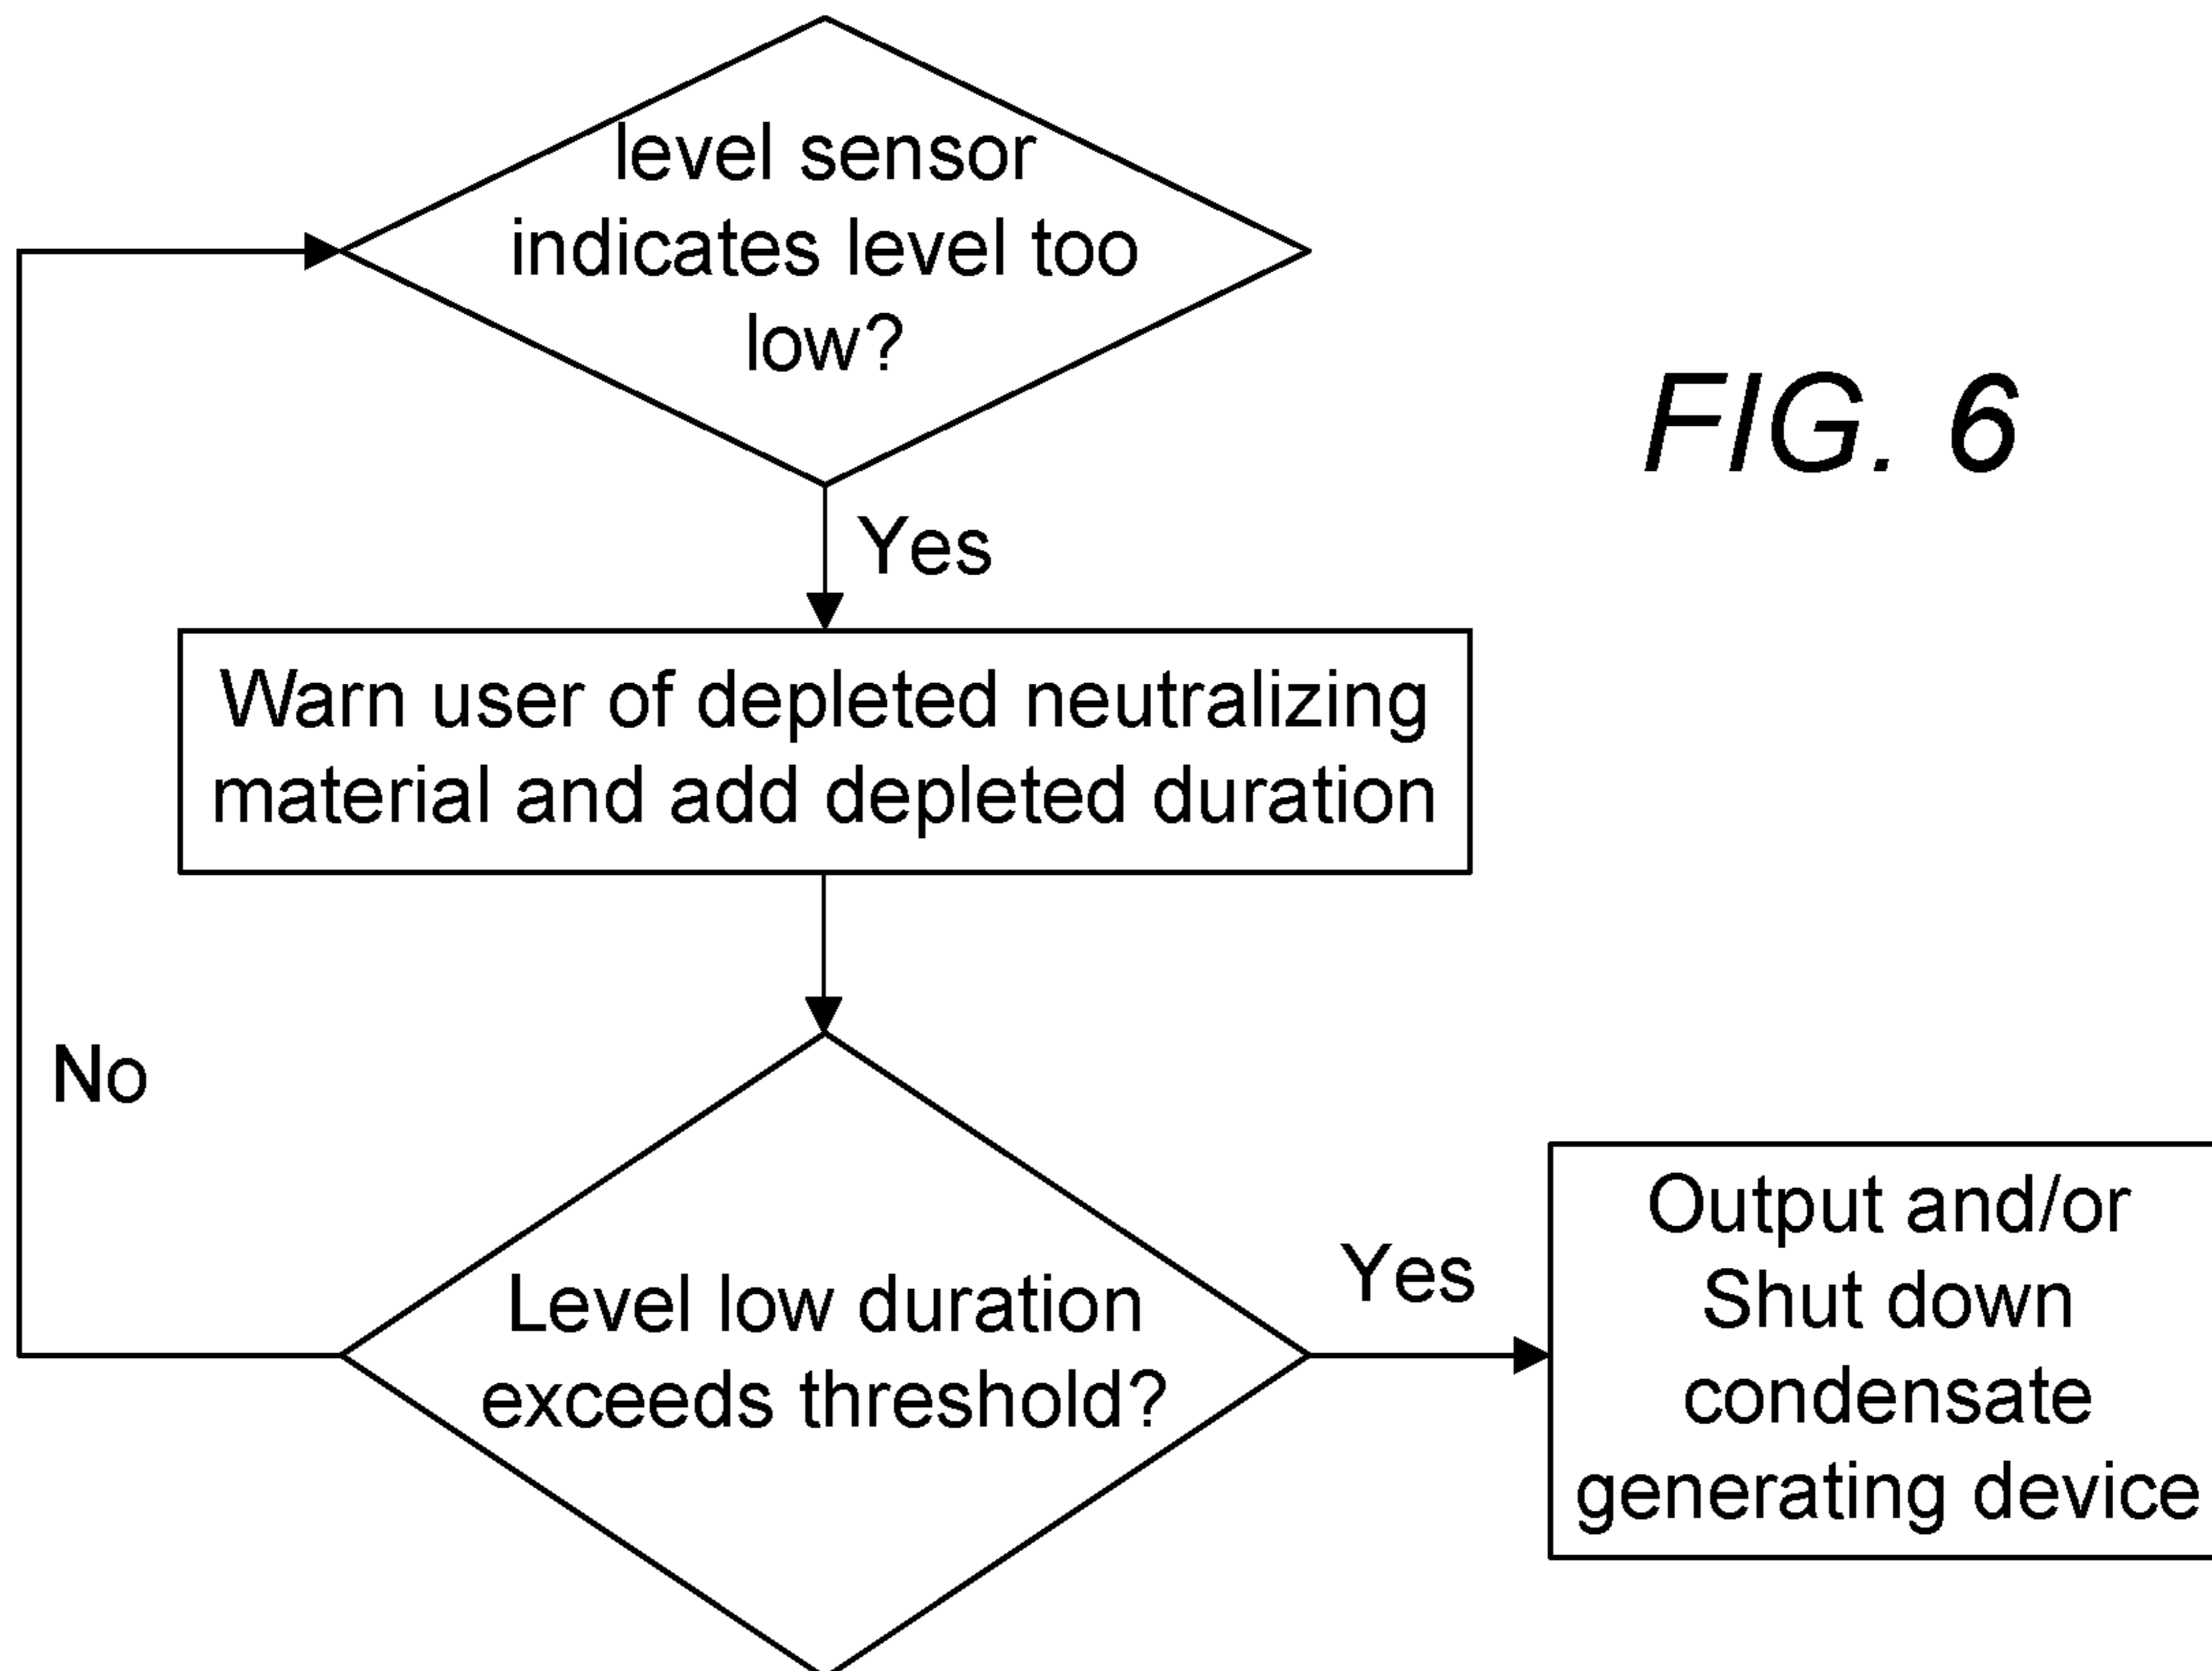 level sensor
indicates level too
low?
FIG. 6
Yes
Warn user of depleted neutralizing
material and add depleted duration
No
Level low duration
exceeds threshold?
Yes
Output and/or
Shut down
condensate
generating device